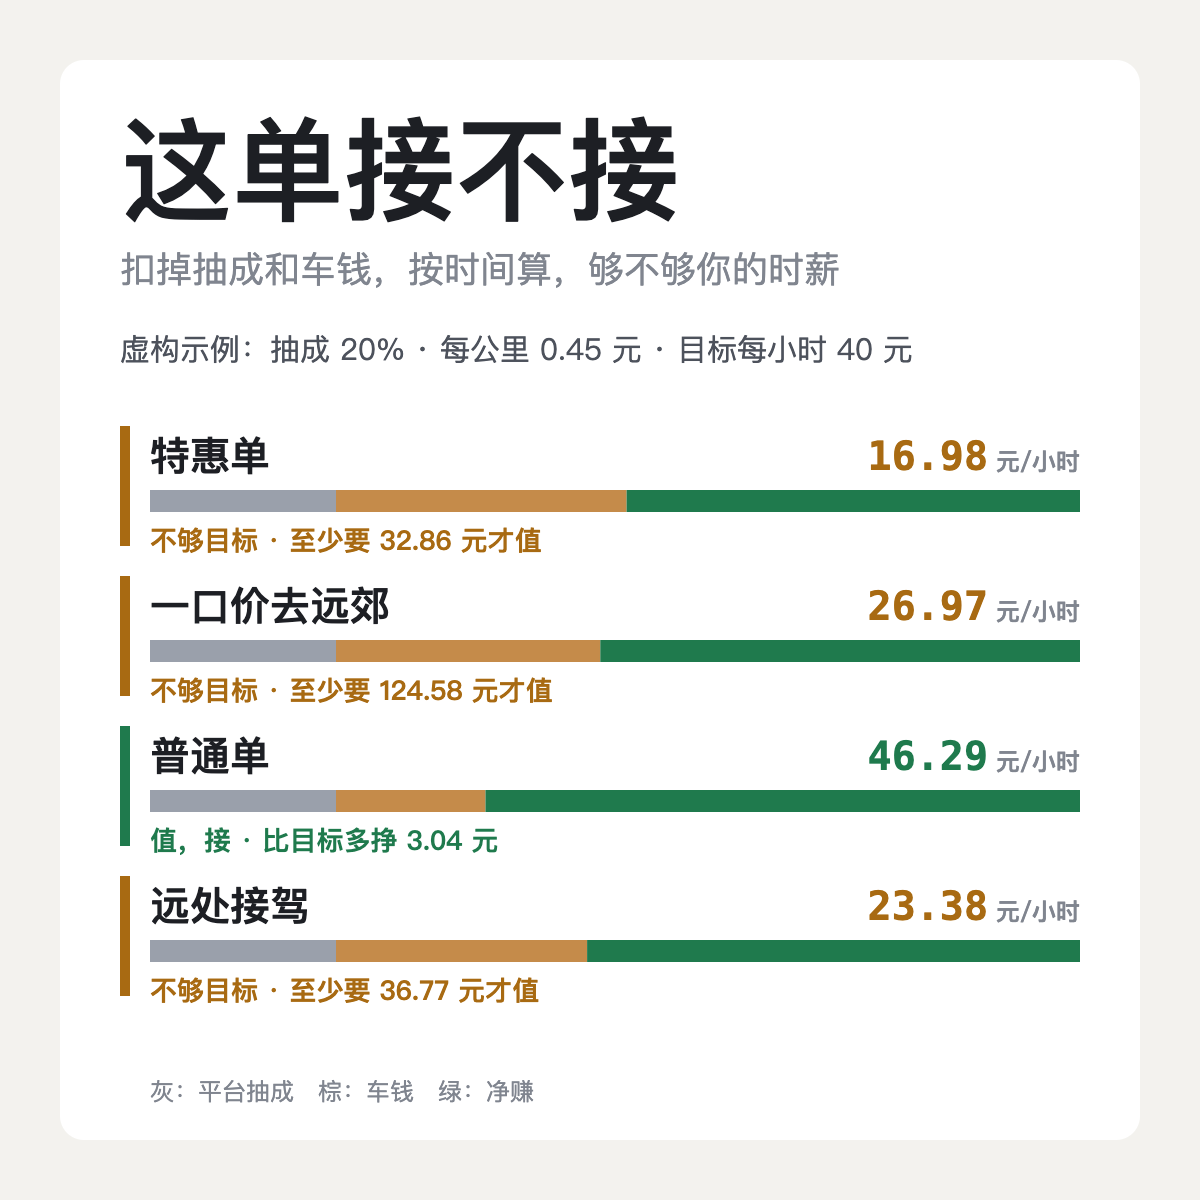 这单接不接
扣掉抽成和车钱，按时间算，够不够你的时薪
虚构示例：抽成 20% · 每公里 0.45 元 · 目标每小时 40 元
特惠单 16.98 元/小时
不够目标 · 至少要 32.86 元才值
一口价去远郊 26.97 元/小时
不够目标 · 至少要 124.58 元才值
普通单 46.29 元/小时
值，接 · 比目标多挣 3.04 元
远处接驾 23.38 元/小时
不够目标 · 至少要 36.77 元才值
灰：平台抽成 棕：车钱 绿：净赚